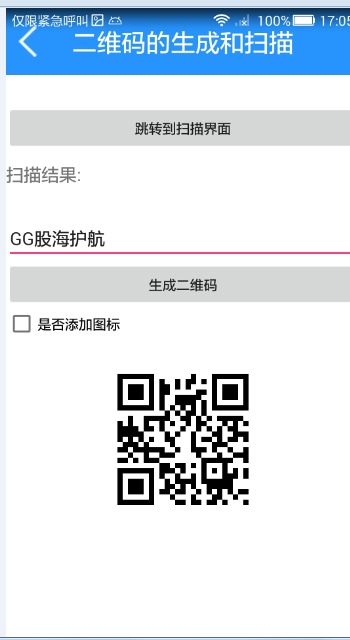 仅限紧急呼叫 100% 17:05
二维码的生成和扫描
跳转到扫描界面
扫描结果:
GG股海护航
生成二维码
是否添加图标